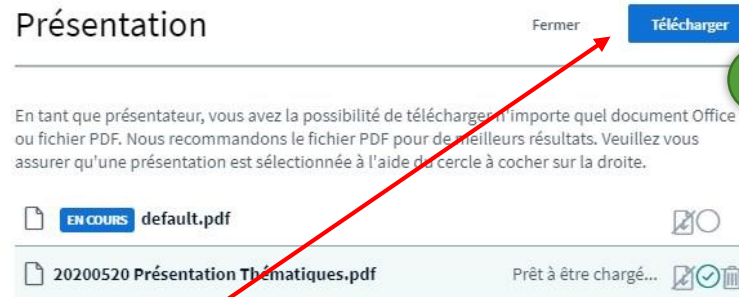 Présentation
Fermer
Télécharger
En tant que présentateur, vous avez la possibilité de télécharger n'importe quel document Office
ou fichier PDF. Nous recommandons le fichier PDF pour de meilleurs résultats. Veuillez vous
assurer qu'une présentation est sélectionnée à l'aide du cercle à cocher sur la droite.
EN COURS default.pdf
20200520 Présentation Thématiques.pdf Prêt à être chargé...